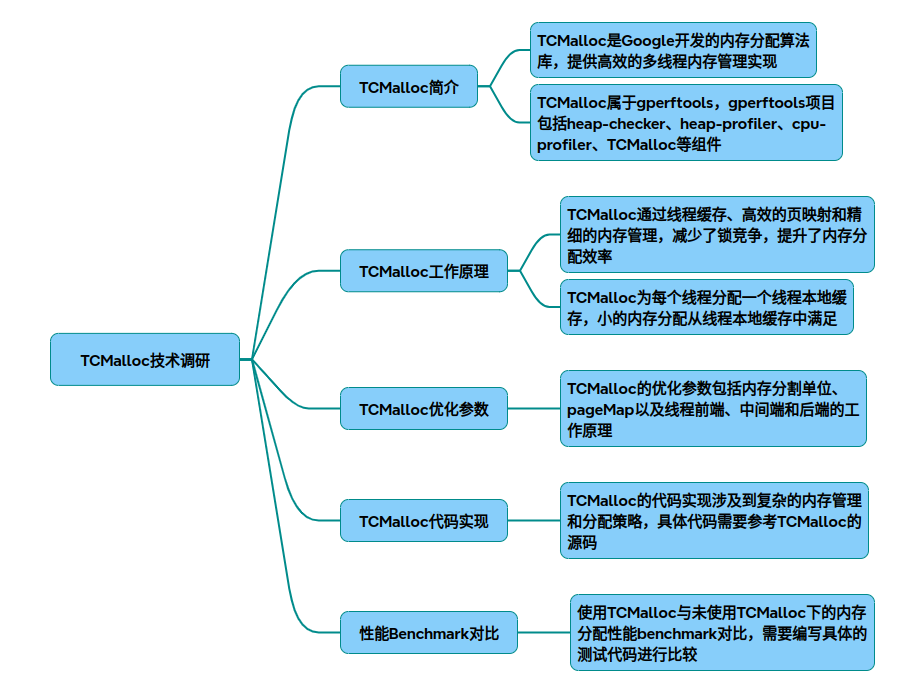 TCMalloc技术调研
TCMalloc简介
TCMalloc是Google开发的内存分配算法
库，提供高效的多线程内存管理实现
TCMalloc属于gperftools，gperftools项目
包括heap-checker、heap-profiler、cpu-
profiler、TCMalloc等组件
TCMalloc工作原理
TCMalloc通过线程缓存、高效的页映射和精
细的内存管理，减少了锁竞争，提升了内存分
配效率
TCMalloc为每个线程分配一个线程本地缓
存，小的内存分配从线程本地缓存中满足
TCMalloc优化参数
TCMalloc的优化参数包括内存分割单位、
pageMap以及线程前端、中间端和后端的工
作原理
TCMalloc代码实现
TCMalloc的代码实现涉及到复杂的内存管理
和分配策略，具体代码需要参考TCMalloc的
源码
性能Benchmark对比
使用TCMalloc与未使用TCMalloc下的内存
分配性能benchmark对比，需要编写具体的
测试代码进行比较